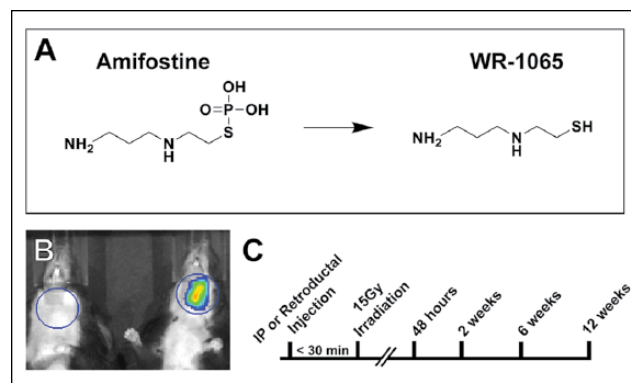 A
Amifostine
WR-1065
OH
O=P-OH
S
NH2
N
H
SH
NH2
N
H
B
C
IP or Retroductal
Injection
< 30 min
15Gy
Irradiation
48 hours
2 weeks
6 weeks
12 weeks